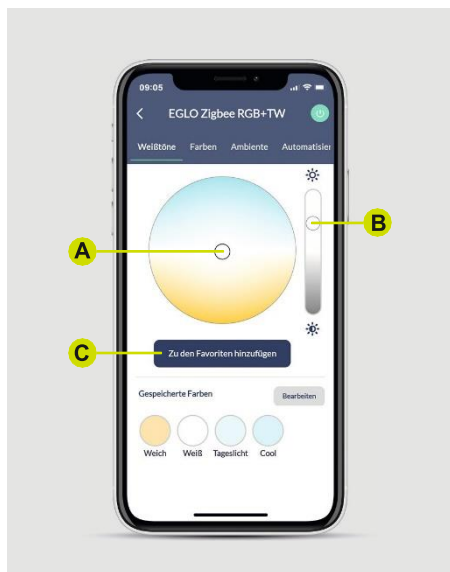 09:05
EGLO Zigbee RGB+TW
Weißtöne Farben Ambiente Automatisier
A
B
C
Zu den Favoriten hinzufügen
Gespeicherte Farben Bearbeiten
Weich Weiß Tageslicht Cool